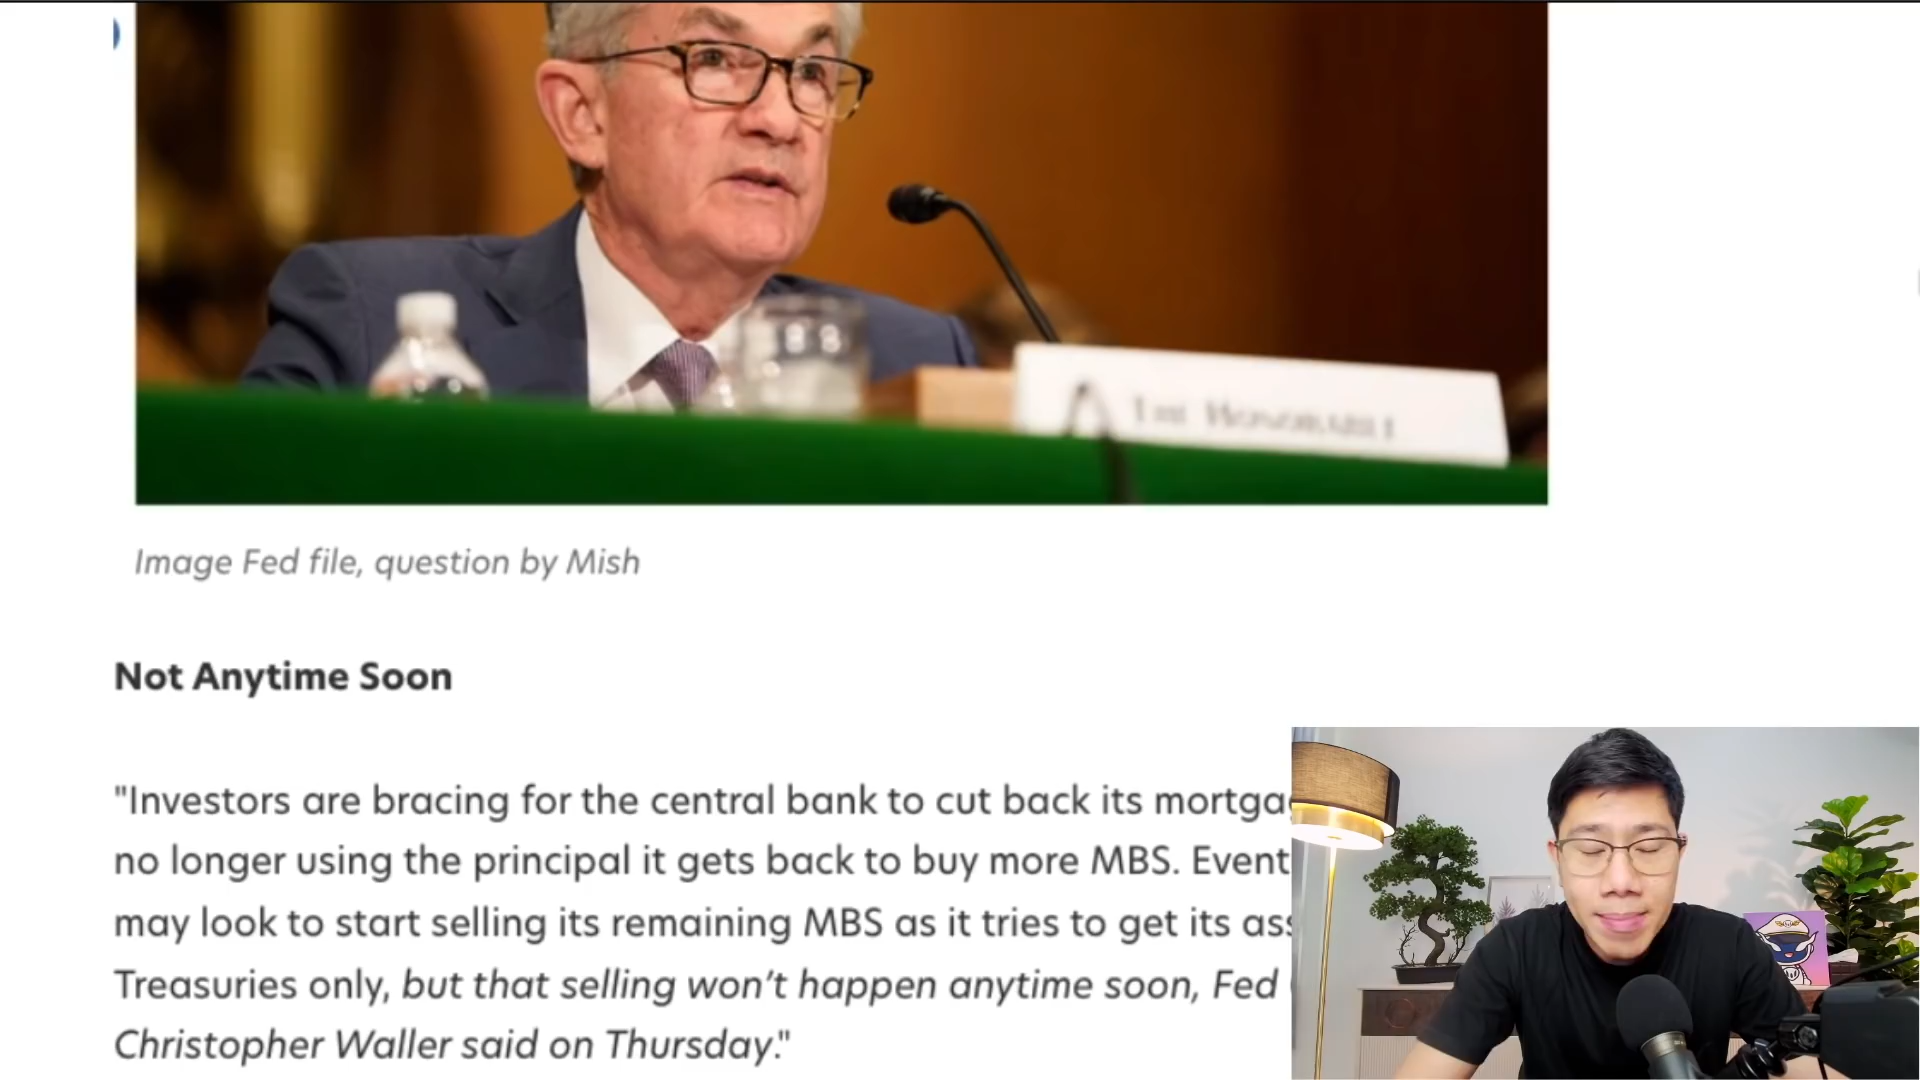 THE HONORABLE
Image Fed file, question by Mish
Not Anytime Soon
"Investors are bracing for the central bank to cut back its
no longer using the principal it gets back to buy more MBS.
may look to start selling its remaining MBS as it tries to get its
Treasuries only, but that selling won’t happen anytime soon, Fed
Christopher Waller said on Thursday."